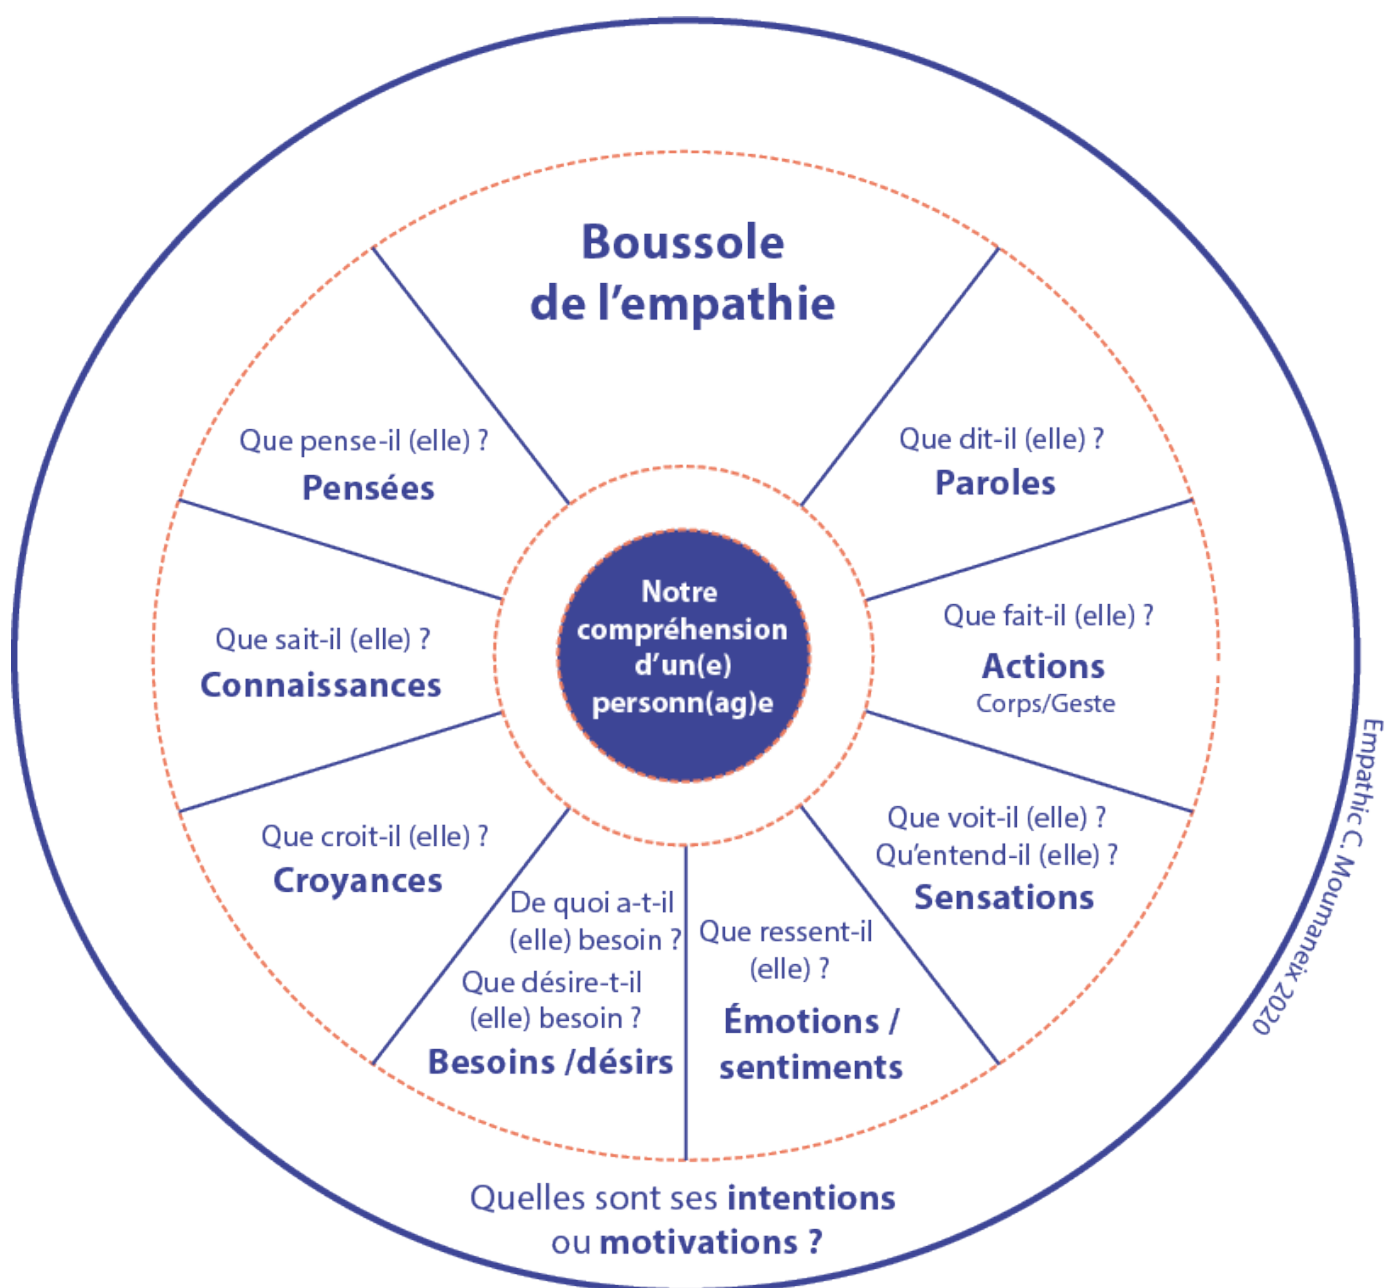 Boussole
de l'empathie
Que dit-il (elle) ?
Paroles
Que fait-il (elle) ?
Actions
Corps/Geste
Que voit-il (elle) ?
Qu'entend-il (elle) ?
Sensations
Que ressent-il
(elle) ?
Émotions /
sentiments
De quoi a-t-il
(elle) besoin ?
Que désire-t-il
(elle) besoin ?
Besoins /désirs
Que croit-il (elle) ?
Croyances
Que sait-il (elle) ?
Connaissances
Que pense-il (elle) ?
Pensées
Notre
compréhension
d'un(e)
personn(ag)e
Quelles sont ses intentions
ou motivations ?
Empathic C. Moumaneix 2020